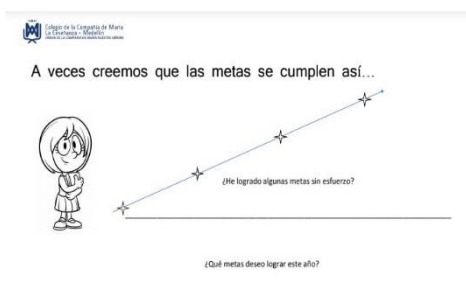 Colegio de la Compañía de María
La Enseñanza - Medellín
A veces creemos que las metas se cumplen así...
¿He logrado algunas metas sin esfuerzo?
¿Qué metas deseo lograr este año?